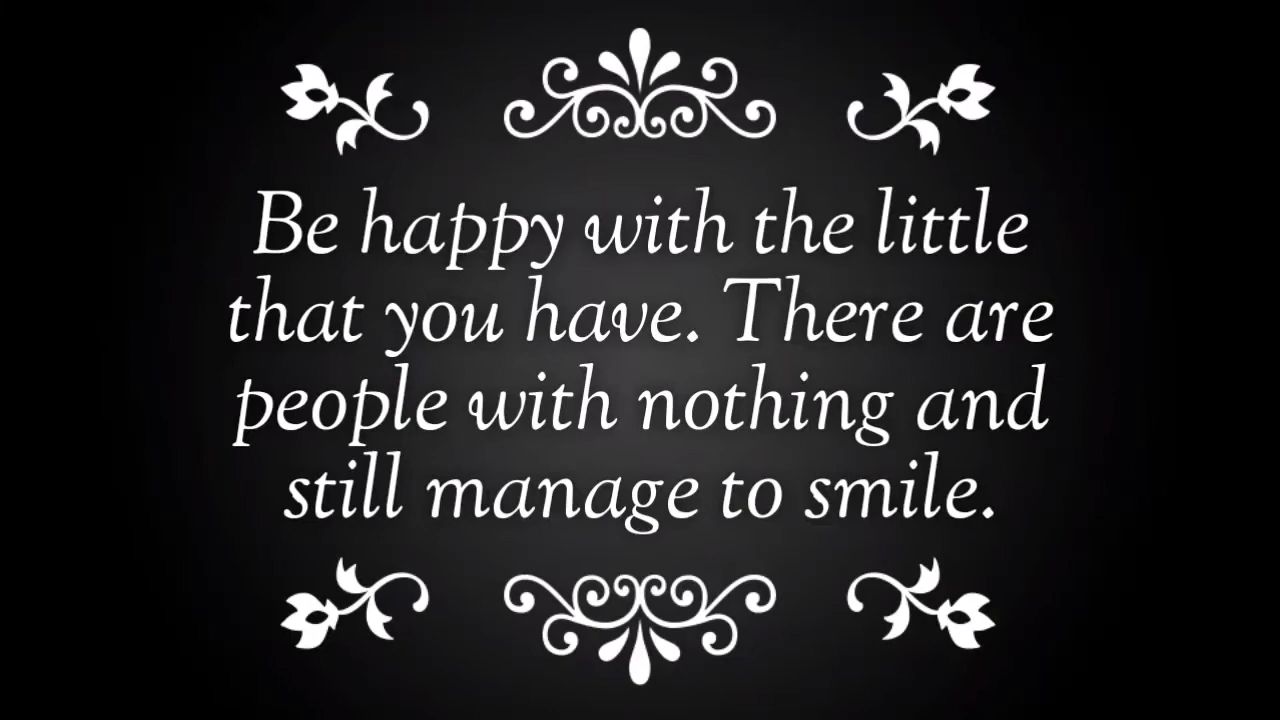 Be happy with the little
that you have. There are
people with nothing and
still manage to smile.